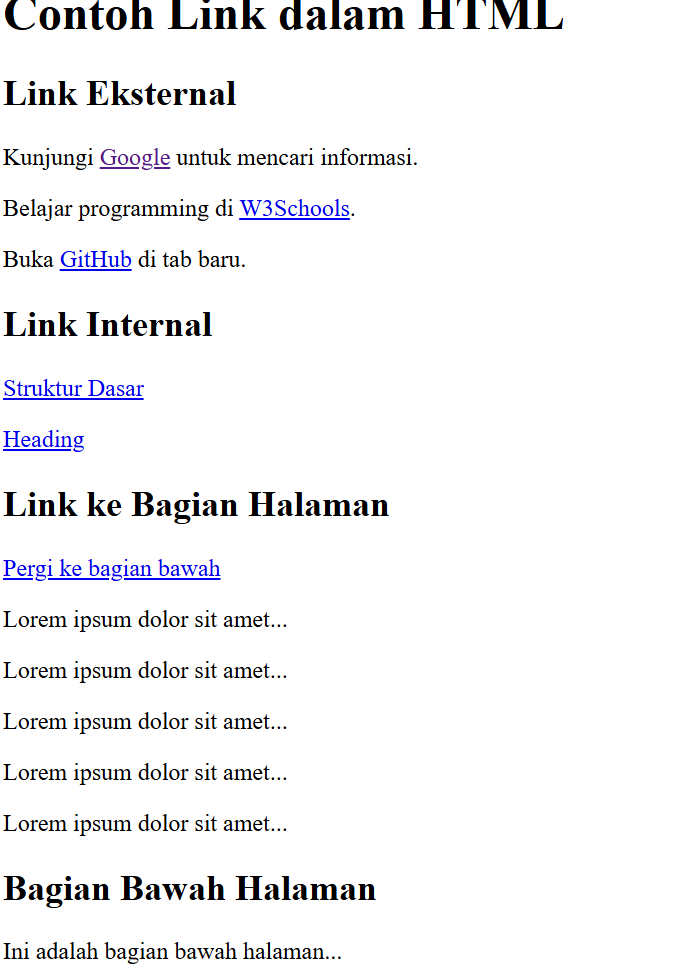 Contoh Link dalam HTML
Link Eksternal
Kunjungi Google untuk mencari informasi.
Belajar programming di W3Schools.
Buka GitHub di tab baru.
Link Internal
Struktur Dasar
Heading
Link ke Bagian Halaman
Pergi ke bagian bawah
Lorem ipsum dolor sit amet...
Lorem ipsum dolor sit amet...
Lorem ipsum dolor sit amet...
Lorem ipsum dolor sit amet...
Lorem ipsum dolor sit amet...
Bagian Bawah Halaman
Ini adalah bagian bawah halaman...